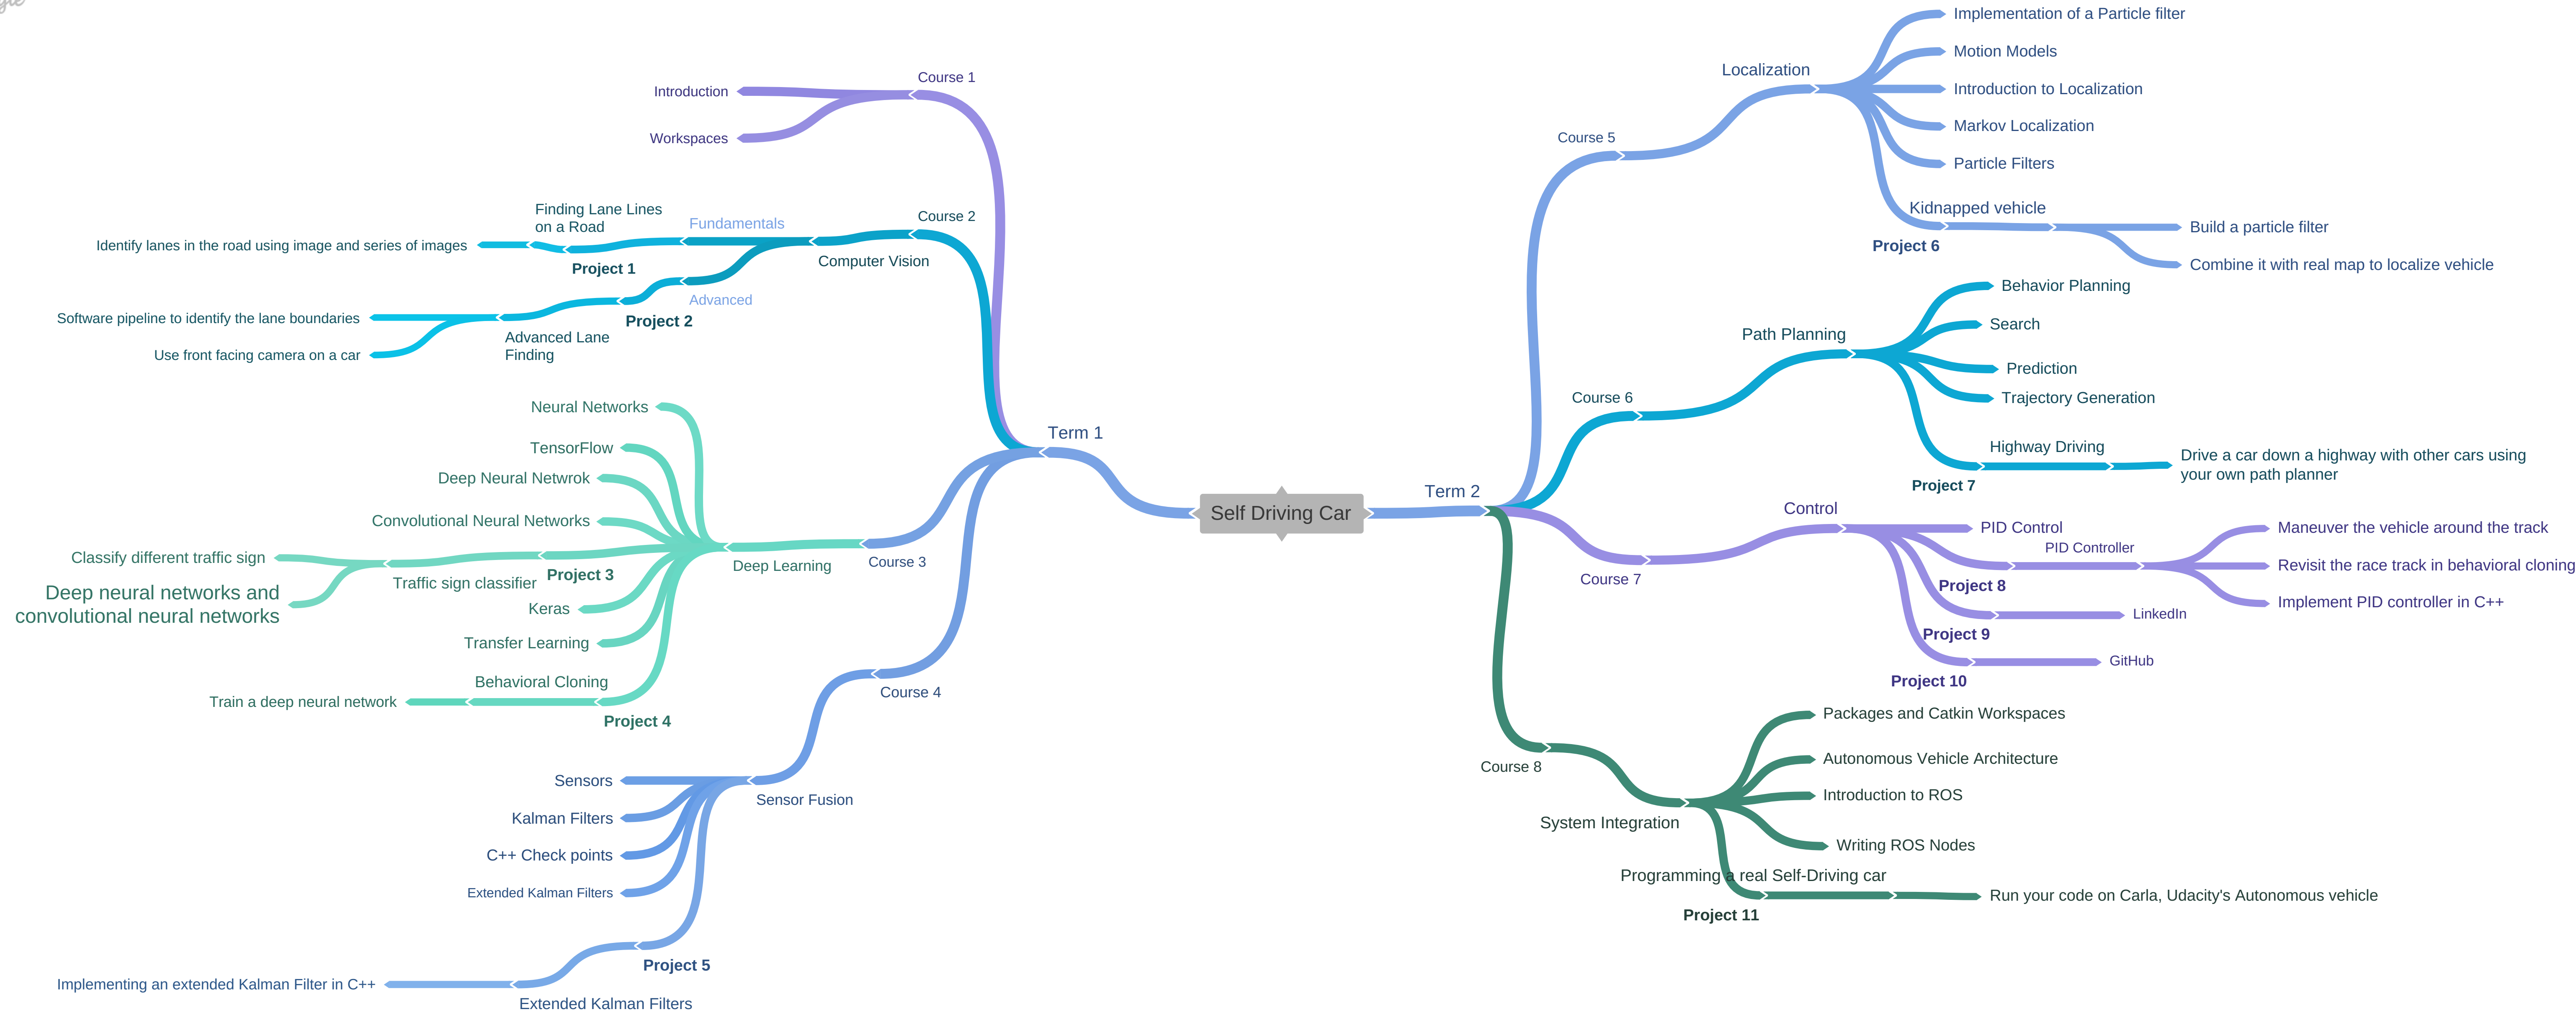 Self Driving Car
Term 1
Course 1
Introduction
Workspaces
Course 2
Computer Vision
Fundamentals
Finding Lane Lines
on a Road
Project 1
Identify lanes in the road using image and series of images
Advanced
Project 2
Advanced Lane
Finding
Software pipeline to identify the lane boundaries
Use front facing camera on a car
Course 3
Deep Learning
Neural Networks
TensorFlow
Deep Neural Netwrok
Convolutional Neural Networks
Project 3
Traffic sign classifier
Classify different traffic sign
Deep neural networks and
convolutional neural networks
Keras
Transfer Learning
Behavioral Cloning
Project 4
Train a deep neural network
Course 4
Sensor Fusion
Sensors
Kalman Filters
C++ Check points
Extended Kalman Filters
Project 5
Extended Kalman Filters
Implementing an extended Kalman Filter in C++
Term 2
Course 5
Localization
Implementation of a Particle filter
Motion Models
Introduction to Localization
Markov Localization
Particle Filters
Kidnapped vehicle
Project 6
Build a particle filter
Combine it with real map to localize vehicle
Course 6
Path Planning
Behavior Planning
Search
Prediction
Trajectory Generation
Highway Driving
Project 7
Drive a car down a highway with other cars using
your own path planner
Course 7
Control
PID Control
PID Controller
Project 8
Maneuver the vehicle around the track
Revisit the race track in behavioral cloning
Implement PID controller in C++
Project 9
LinkedIn
Project 10
GitHub
Course 8
System Integration
Packages and Catkin Workspaces
Autonomous Vehicle Architecture
Introduction to ROS
Writing ROS Nodes
Programming a real Self-Driving car
Project 11
Run your code on Carla, Udacity's Autonomous vehicle